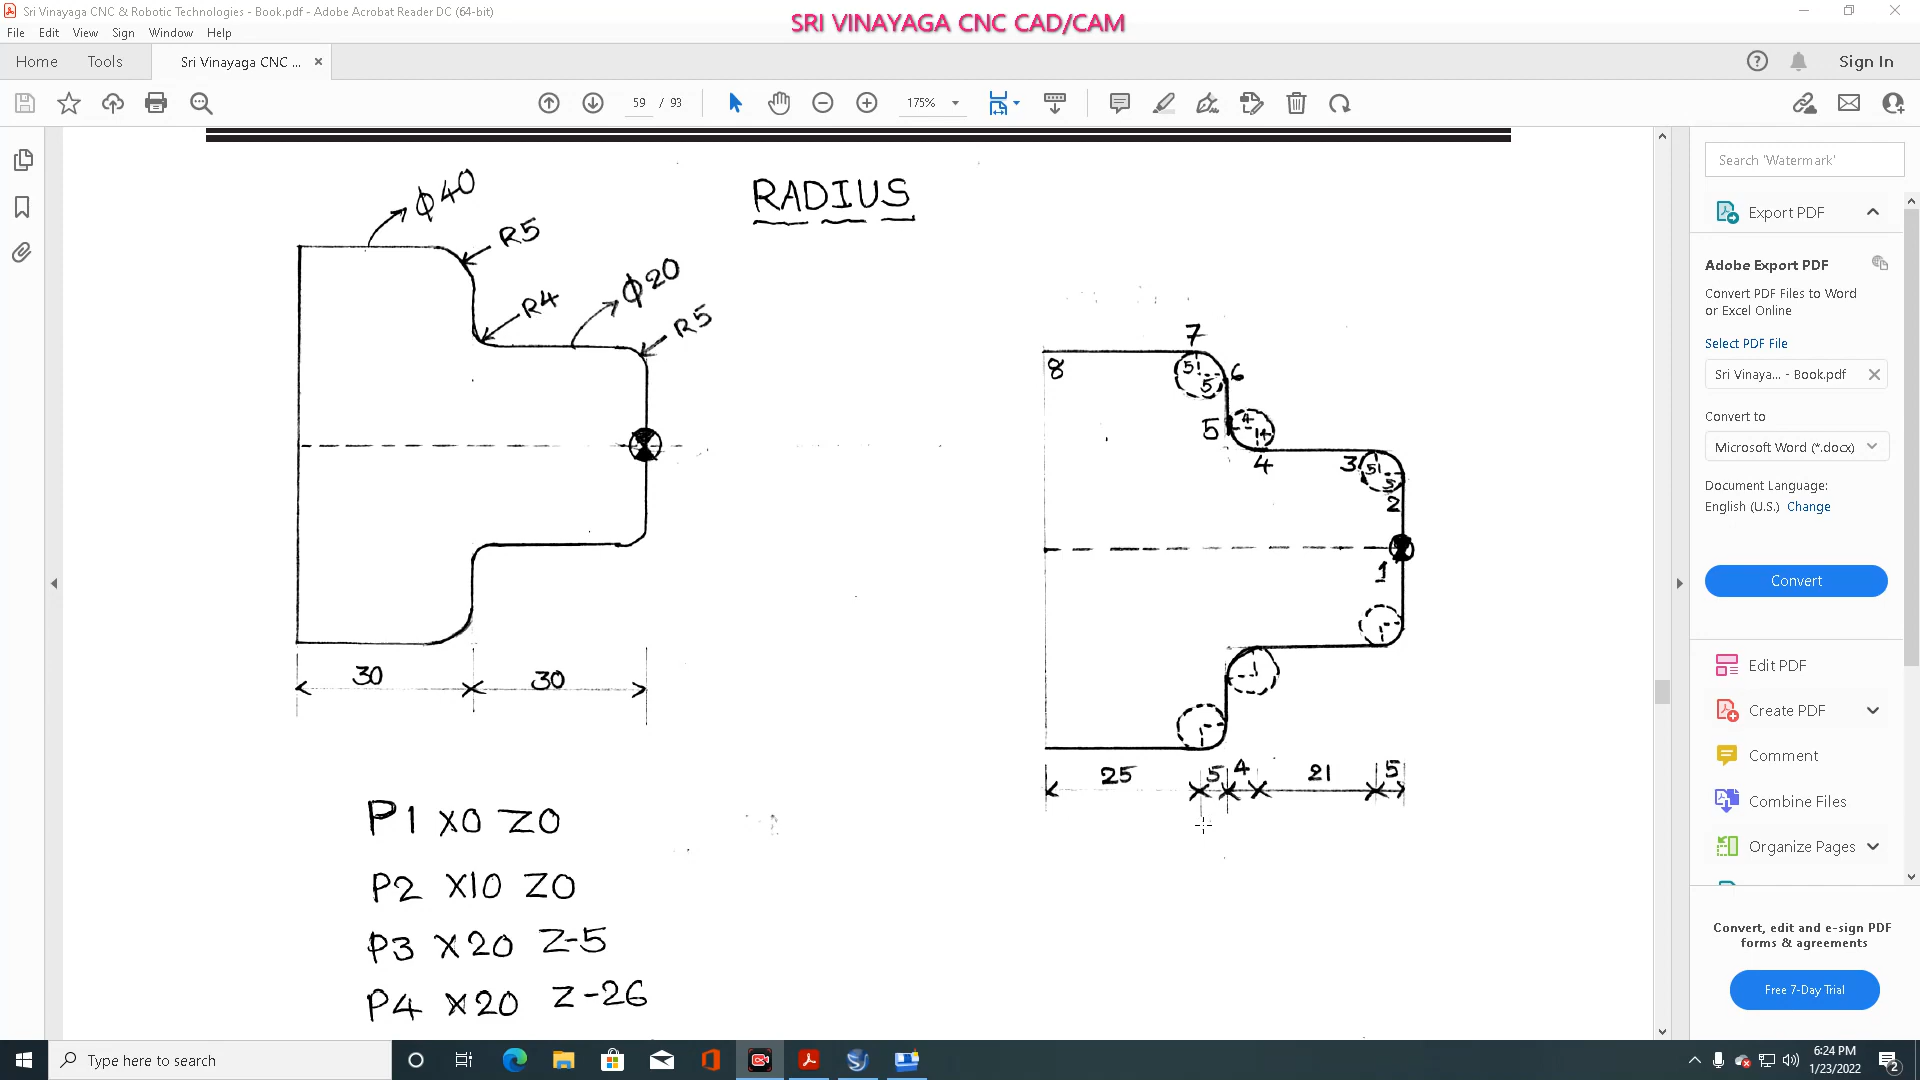 Sri Vinayaga CNC & Robotic Technologies - Book.pdf - Adobe Acrobat Reader DC (64-bit)
SRI VINAYAGA CNC CAD/CAM
File Edit View Sign Window Help
Home Tools Sri Vinayaga CNC ... × Sign In
59 / 93 175%
RADIUS
Φ40
R5
R4
Φ20
R5
30 30
7
8 5 5 6
5 4 4
4 3 5 5
2
1
25 5 4 21 5
P1 X0 Z0
P2 X10 Z0
P3 X20 Z-5
P4 X20 Z-26
Search 'Watermark'
Export PDF
Adobe Export PDF
Convert PDF Files to Word
or Excel Online
Select PDF File
Sri Vinaya... - Book.pdf
Convert to
Microsoft Word (*.docx)
Document Language:
English (U.S.) Change
Convert
Edit PDF
Create PDF
Comment
Combine Files
Organize Pages
Convert, edit and e-sign PDF
forms & agreements
Free 7-Day Trial
Type here to search
6:24 PM
1/23/2022
2